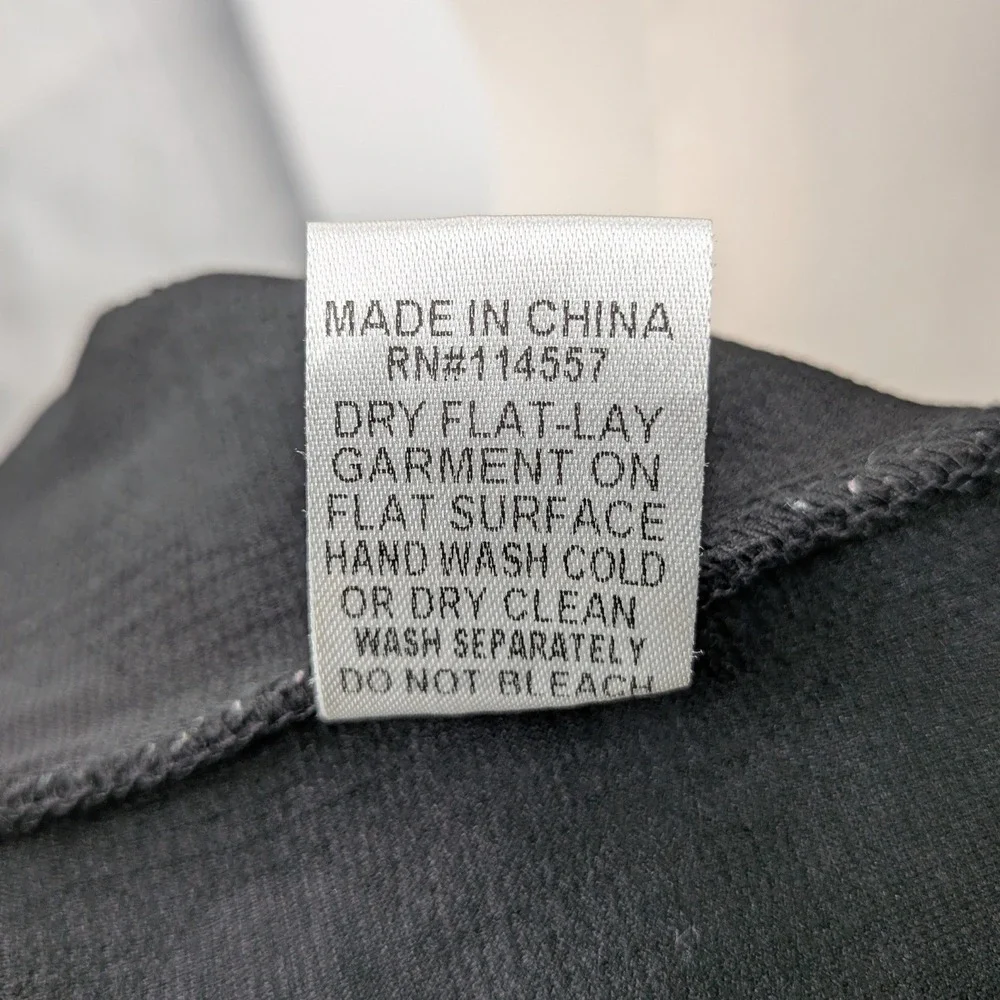 MADE IN CHINA
RN#114557
DRY FLAT-LAY
GARMENT ON
FLAT SURFACE
HAND WASH COLD
OR DRY CLEAN
WASH SEPARATELY
DO NOT BLEACH